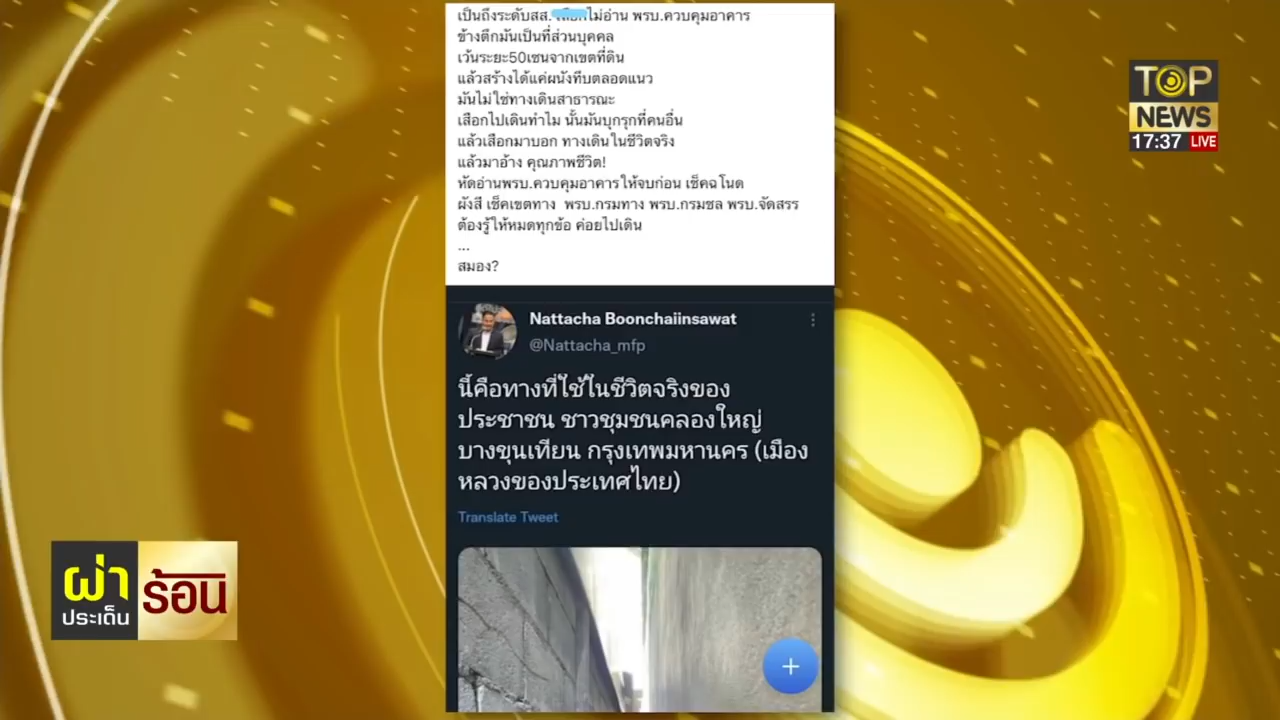 เป็นถึงระดับสส. เสือกไม่อ่าน พรบ.ควบคุมอาคาร
ข้างตึกมันเป็นที่ส่วนบุคคล
เว้นระยะ50เซนจากเขตที่ดิน
แล้วสร้างได้แค่ผนังทึบตลอดแนว
มันไม่ใช่ทางเดินสาธารณะ
เสือกไปเดินทำไม นั้นมันบุกรุกที่คนอื่น
แล้วเสือกมาบอก ทางเดินในชีวิตจริง
แล้วมาอ้าง คุณภาพชีวิต!
หัดอ่านพรบ.ควบคุมอาคารให้จบก่อน เช็คฉโนด
ผังสี เช็คเขตทาง พรบ.กรมทาง พรบ.กรมชล พรบ.จัดสรร
ต้องรู้ให้หมดทุกข้อ ค่อยไปเดิน
...
สมอง?
Nattacha Boonchaiinsawat
@Nattacha_mfp
นี้คือทางที่ใช้ในชีวิตจริงของ
ประชาชน ชาวชุมชนคลองใหญ่
บางขุนเทียน กรุงเทพมหานคร (เมือง
หลวงของประเทศไทย)
Translate Tweet
TOP
NEWS
17:37 LIVE
ผ่า
ประเด็น
ร้อน